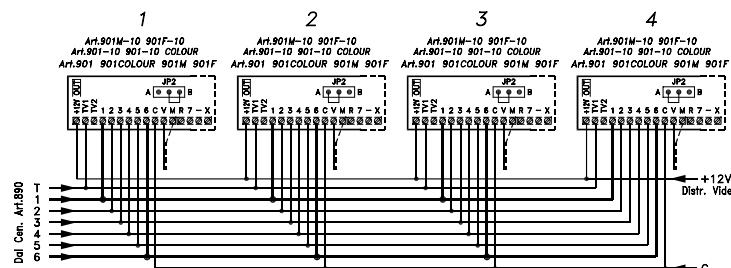 1
Art.901M-10 901F-10
Art.901-10 901-10 COLOUR
Art.901 901COLOUR 901M 901F
JP2
A B
+12V OUT TV1 TV2 1 2 3 4 5 6 C V M R 7 - X
2
Art.901M-10 901F-10
Art.901-10 901-10 COLOUR
Art.901 901COLOUR 901M 901F
JP2
A B
+12V OUT TV1 TV2 1 2 3 4 5 6 C V M R 7 - X
3
Art.901M-10 901F-10
Art.901-10 901-10 COLOUR
Art.901 901COLOUR 901M 901F
JP2
A B
+12V OUT TV1 TV2 1 2 3 4 5 6 C V M R 7 - X
4
Art.901M-10 901F-10
Art.901-10 901-10 COLOUR
Art.901 901COLOUR 901M 901F
JP2
A B
+12V OUT TV1 TV2 1 2 3 4 5 6 C V M R 7 - X
Dal Cen. Art.890
T
1
2
3
4
5
6
+12V
Distr. Vide